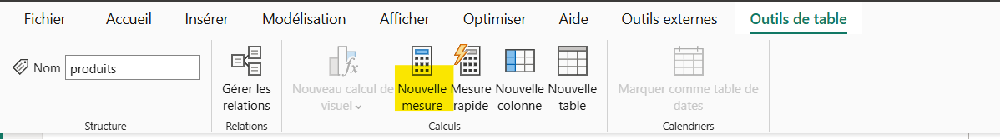 Fichier Accueil Insérer Modélisation Afficher Optimiser Aide Outils externes Outils de table
Nom produits
Gérer les
relations
Nouveau calcul de
visuel
Nouvelle
mesure
Mesure
rapide
Nouvelle
colonne
Nouvelle
table
Marquer comme table de
dates
Structure Relations Calculs Calendriers